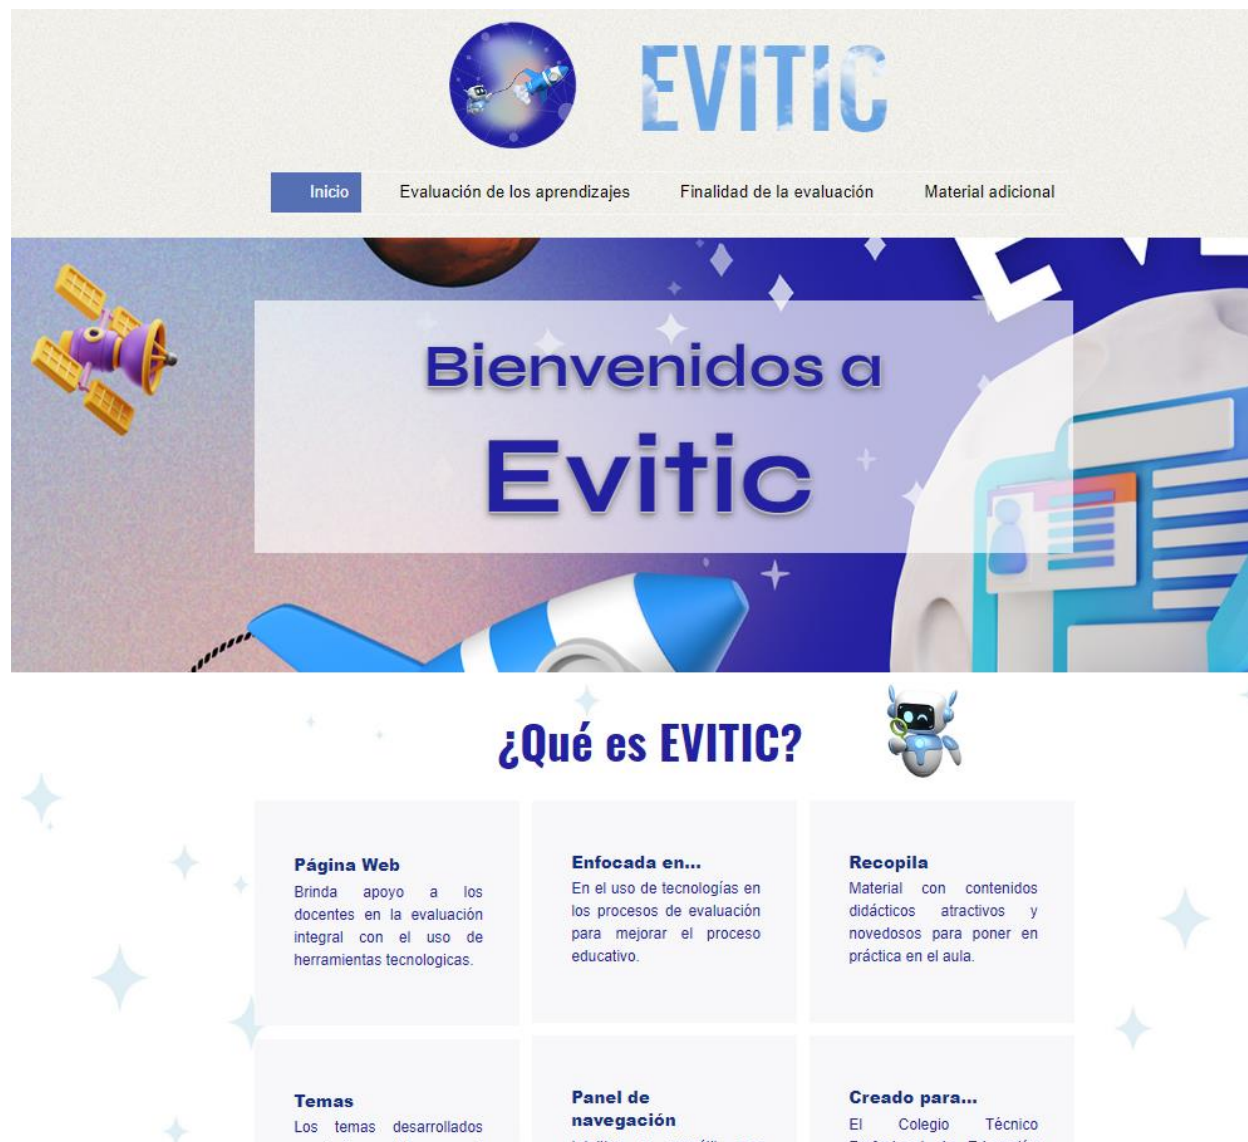 EVITIC
Inicio Evaluación de los aprendizajes Finalidad de la evaluación Material adicional
Bienvenidos a
Evitic
¿Qué es EVITIC?
Página Web
Brinda apoyo a los
docentes en la evaluación
integral con el uso de
herramientas tecnologicas.
Enfocada en...
En el uso de tecnologías en
los procesos de evaluación
para mejorar el proceso
educativo.
Recopila
Material con contenidos
didácticos atractivos y
novedosos para poner en
práctica en el aula.
Temas
Los temas desarrollados
Panel de
navegación
Creado para...
El Colegio Técnico